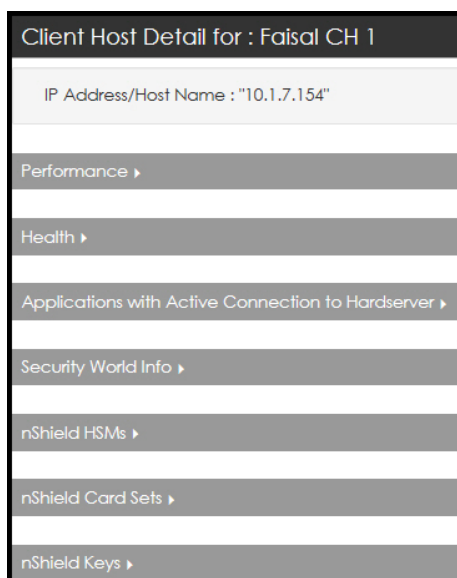 Client Host Detail for : Faisal CH 1
IP Address/Host Name : "10.1.7.154"
Performance
Health
Applications with Active Connection to Hardserver
Security World Info
nShield HSMs
nShield Card Sets
nShield Keys